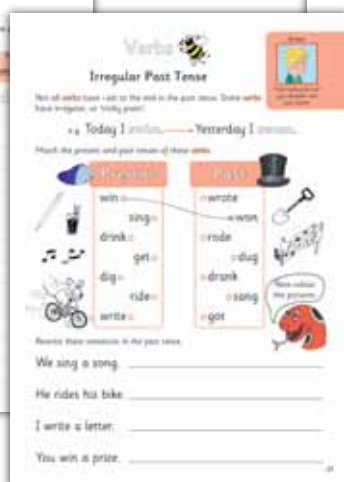 Verbs
Irregular Past Tense
Not all verbs have ‹-ed› at the end in the past tense. Some verbs
have irregular, or 'tricky pasts'.
e.g. Today I Yesterday I
Match the present and past tenses of these verbs.
Present Past
win wrote
sing won
drink rode
get dug
dig drank
ride sang
write got
Now colour
the pictures.
Rewrite these sentences in the past tense.
We sing a song.
He rides his bike.
I write a letter.
You win a prize.